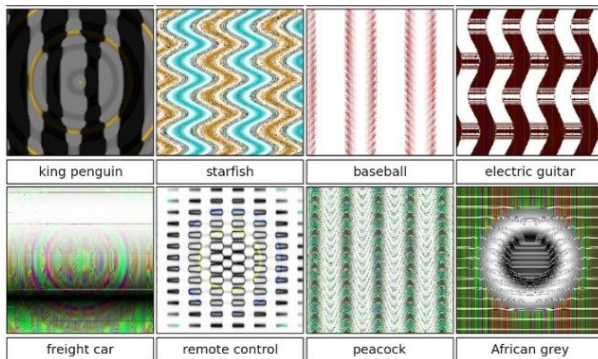 king penguin
starfish
baseball
electric guitar
freight car
remote control
peacock
African grey